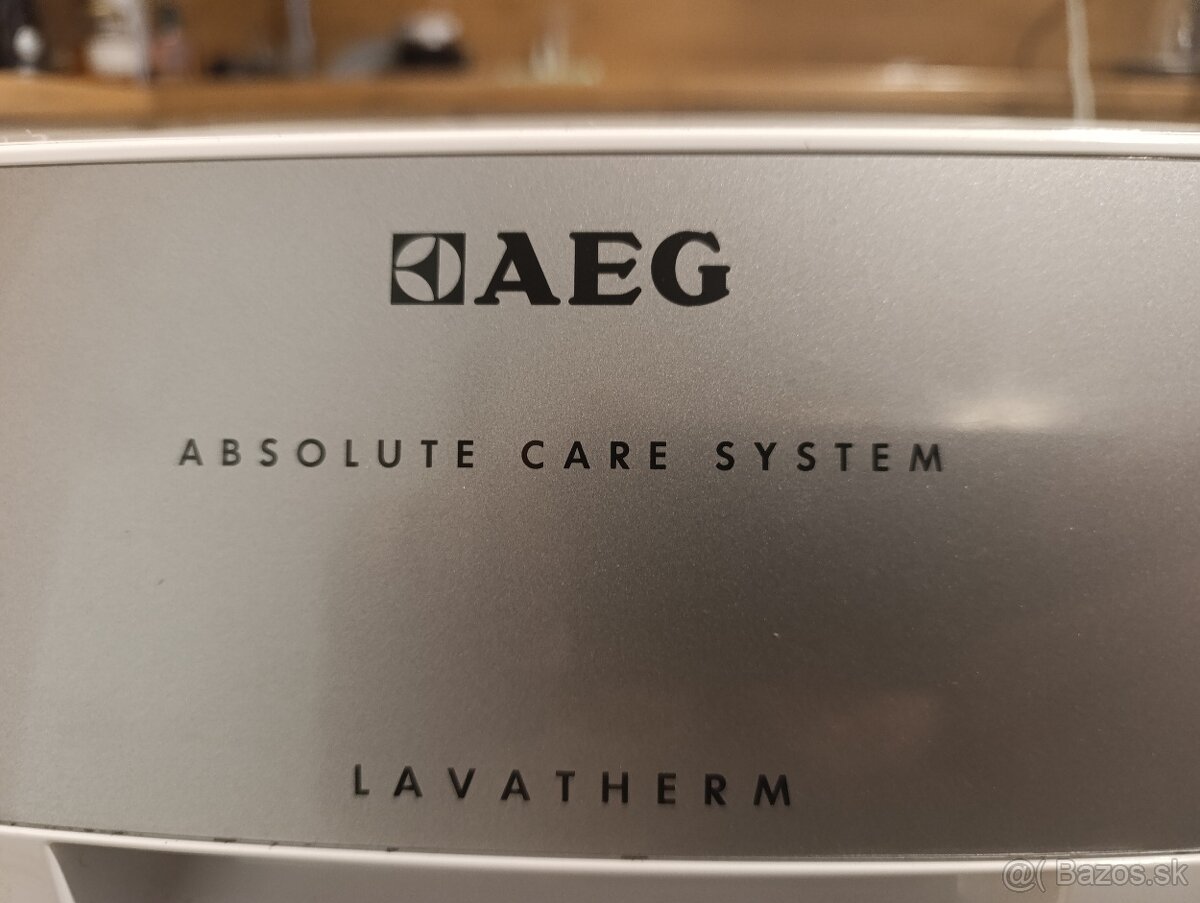 AEG
ABSOLUTE CARE SYSTEM
LAVATHERM
@( Bazos.sk